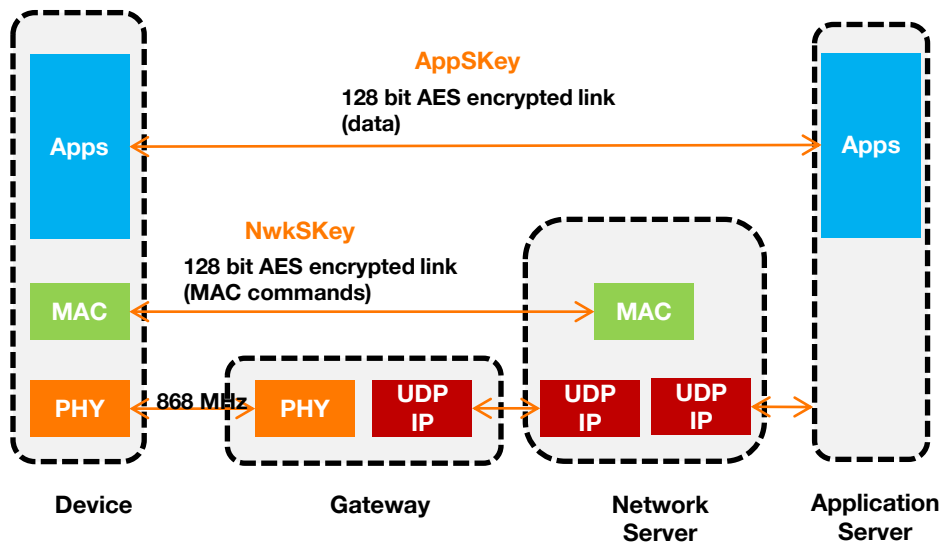 AppSKey
128 bit AES encrypted link
(data)
Apps
Apps
NwkSKey
128 bit AES encrypted link
(MAC commands)
MAC
MAC
PHY
868 MHz
PHY
UDP
IP
UDP
IP
UDP
IP
Device
Gateway
Network
Server
Application
Server